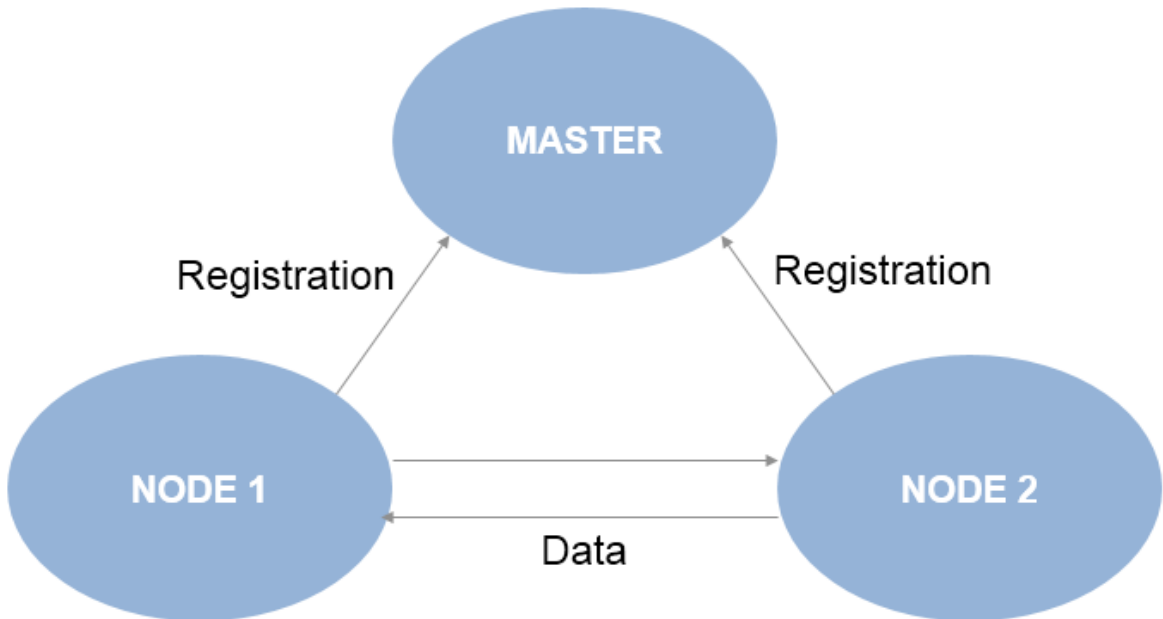 MASTER
Registration
Registration
NODE 1
NODE 2
Data